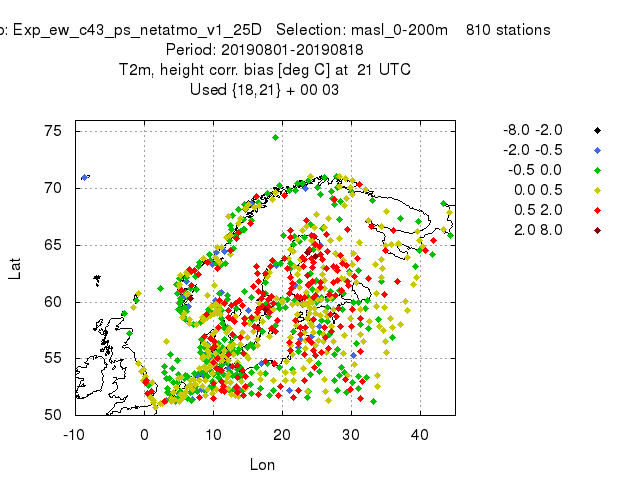 : Exp_ew_c43_ps_netatmo_v1_25D Selection: masl_0-200m 810 stations
Period: 20190801-20190818
T2m, height corr. bias [deg C] at 21 UTC
Used {18,21} + 00 03
75
70
65
60
55
50
-10 0 10 20 30 40
Lat
Lon
-8.0 -2.0
-2.0 -0.5
-0.5 0.0
0.0 0.5
0.5 2.0
2.0 8.0